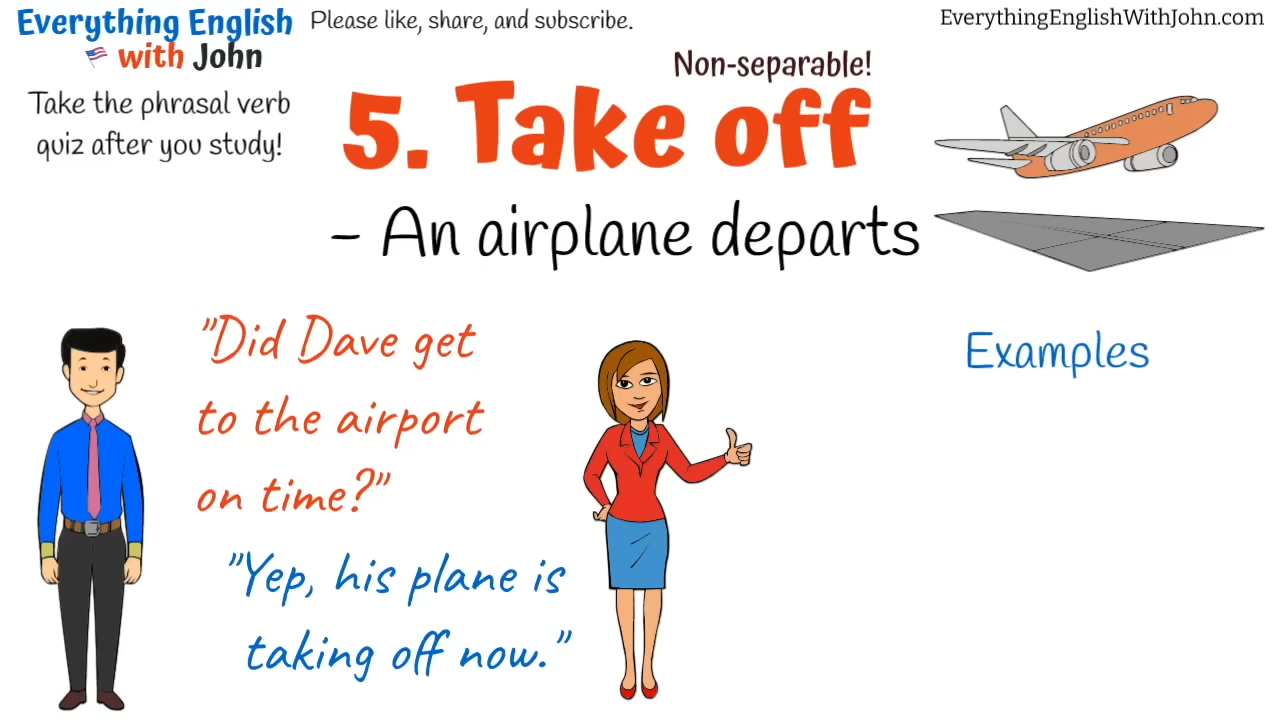 Everything English
with John
Please like, share, and subscribe.
EverythingEnglishWithJohn.com
Take the phrasal verb
quiz after you study!
Non-separable!
5. Take off
- An airplane departs
"Did Dave get
to the airport
on time?"
"Yep, his plane is
taking off now."
Examples